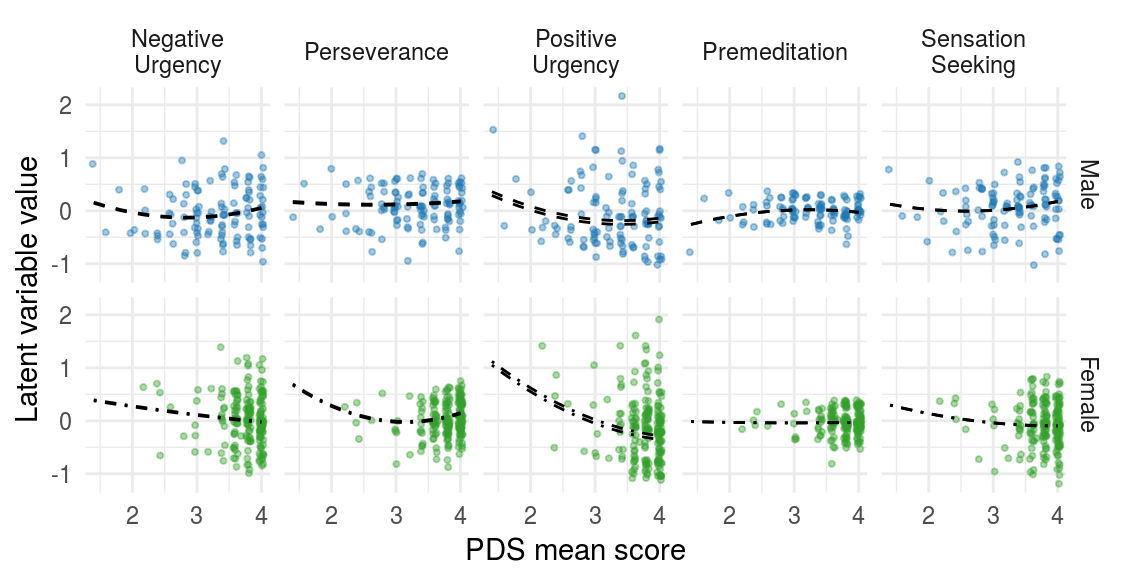 Negative
Urgency
Perseverance
Positive
Urgency
Premeditation
Sensation
Seeking
Latent variable value
2
1
0
-1
Male
2
1
0
-1
Female
2 3 4 2 3 4 2 3 4 2 3 4 2 3 4
PDS mean score